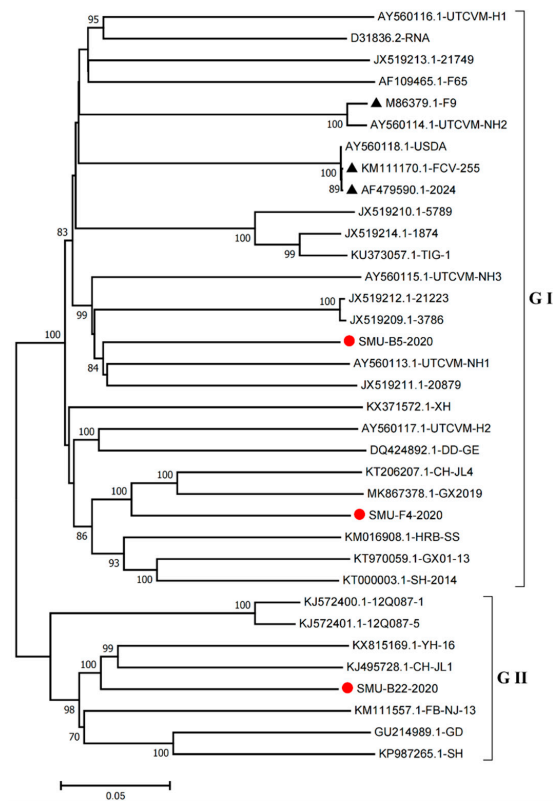 AY560116.1-UTCVM-H1
95
D31836.2-RNA
JX519213.1-21749
AF109465.1-F65
M86379.1-F9
100
AY560114.1-UTCVM-NH2
AY560118.1-USDA
100
KM111170.1-FCV-255
89
AF479590.1-2024
JX519210.1-5789
100
JX519214.1-1874
83
99
KU373057.1-TIG-1
AY560115.1-UTCVM-NH3
JX519212.1-21223
100
99
JX519209.1-3786
G I
100
SMU-B5-2020
84
AY560113.1-UTCVM-NH1
JX519211.1-20879
KX371572.1-XH
100
AY560117.1-UTCVM-H2
DQ424892.1-DD-GE
KT206207.1-CH-JL4
100
100
MK867378.1-GX2019
SMU-F4-2020
86
KM016908.1-HRB-SS
93
KT970059.1-GX01-13
100
KT000003.1-SH-2014
KJ572400.1-12Q087-1
100
KJ572401.1-12Q087-5
99
KX815169.1-YH-16
100
KJ495728.1-CH-JL1
G II
SMU-B22-2020
98
KM111557.1-FB-NJ-13
70
GU214989.1-GD
100
KP987265.1-SH
0.05